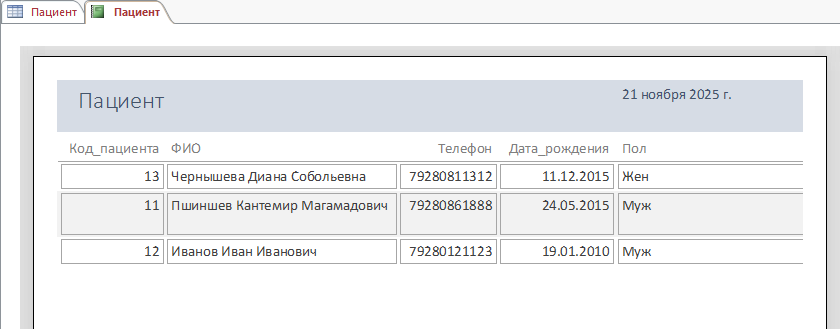 Пациент Пациент
Пациент 21 ноября 2025 г.
Код_пациента ФИО Телефон Дата_рождения Пол
13 Чернышева Диана Собольевна 79280811312 11.12.2015 Жен
11 Пшиншев Кантемир Магамадович 79280861888 24.05.2015 Муж
12 Иванов Иван Иванович 79280121123 19.01.2010 Муж